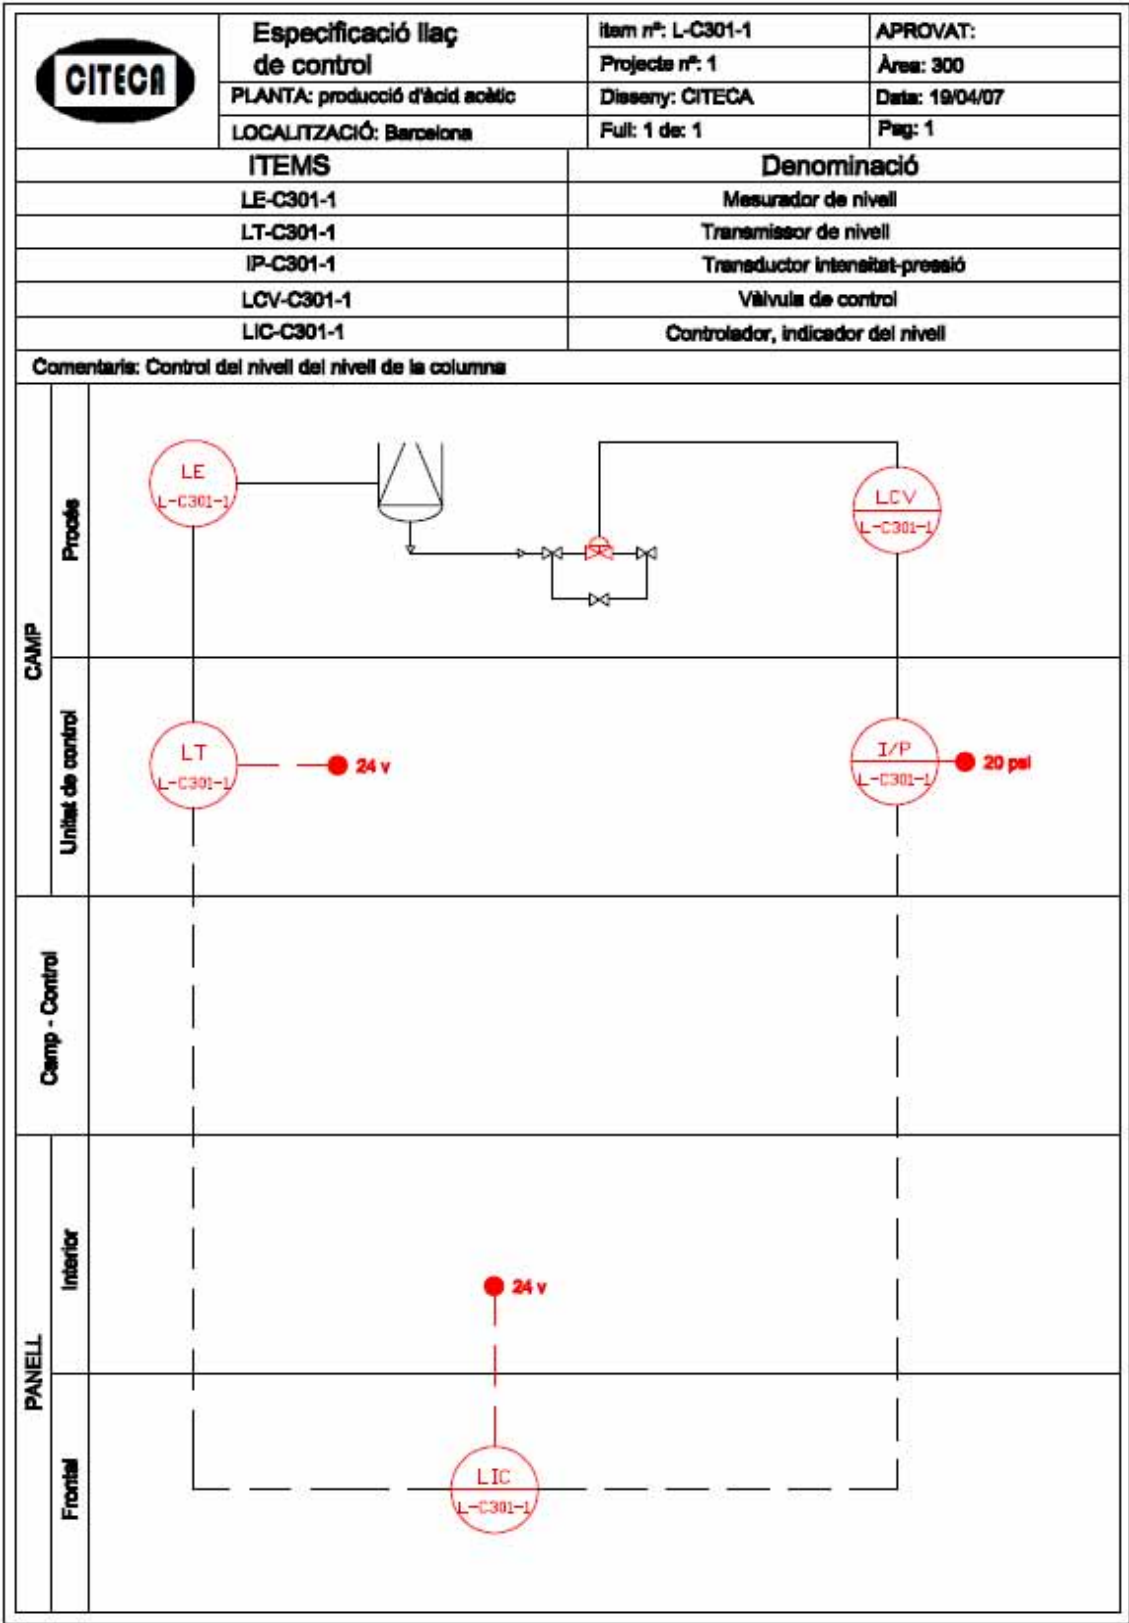 CITECA
Especificació llaç
de control
PLANTA: producció d'àcid acètic
LOCALITZACIÓ: Barcelona
item nº: L-C301-1
APROVAT:
Projecte nº: 1
Àrea: 300
Disseny: CITECA
Data: 19/04/07
Full: 1 de: 1
Pag: 1
ITEMS Denominació
LE-C301-1 Mesurador de nivell
LT-C301-1 Transmissor de nivell
IP-C301-1 Transductor intensitat-pressió
LCV-C301-1 Vàlvula de control
LIC-C301-1 Controlador, indicador del nivell
Comentaris: Control del nivell del nivell de la columna
CAMP
Procés
LE
L-C301-1
LCV
L-C301-1
Unitat de control
LT
L-C301-1
24 v
I/P
L-C301-1
20 psi
Camp - Control
PANELL
Interior
24 v
Frontal
LIC
L-C301-1